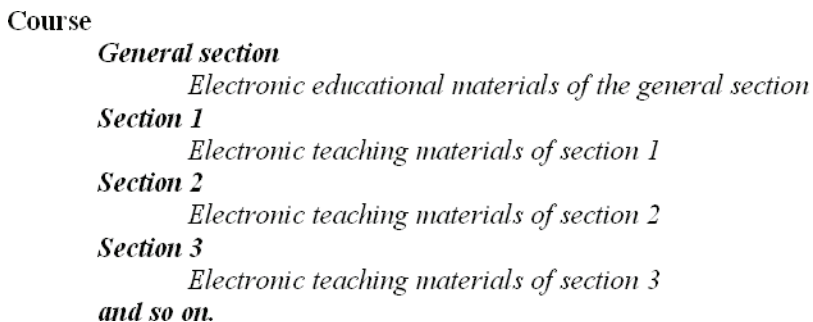 Course
General section
Electronic educational materials of the general section
Section 1
Electronic teaching materials of section 1
Section 2
Electronic teaching materials of section 2
Section 3
Electronic teaching materials of section 3
and so on.